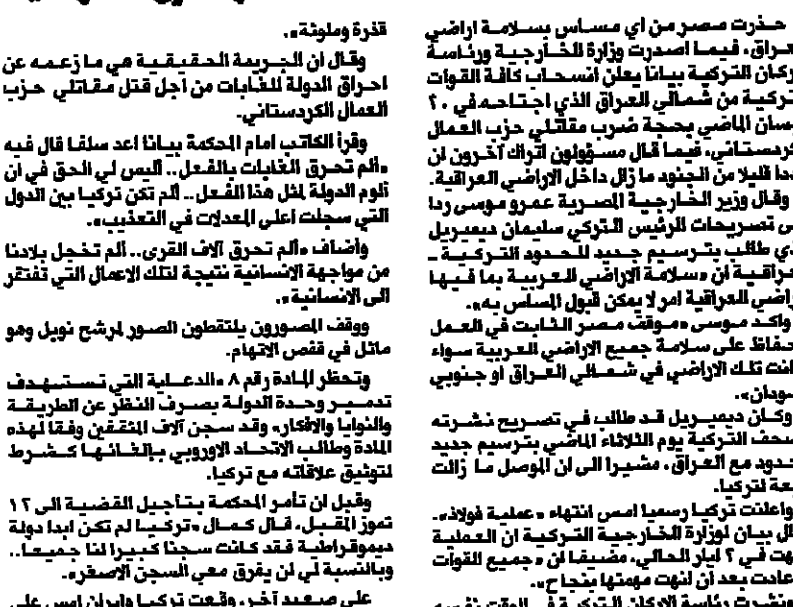 حذرت مصر من اي مساس بسلامة اراضي
العراق، فيما اصدرت وزارة الخارجية ورئاسة
الاركان التركية بيانا يعلن انسحاب كافة القوات
التركية من شمالي العراق الذي اجتاحه في ٢٠
نيسان الماضي بحجة ضرب مقاتلي حزب العمال
الكردستاني، فيما قال مسؤولون اتراك آخرون ان
عددا قليلا من الجنود ما زال داخل الاراضي العراقية.
وقال وزير الخارجية المصرية عمرو موسى ردا
على تصريحات الرئيس التركي سليمان ديميريل
الذي طالب بترسيم جديد للحدود التركية ـ
العراقية ان «سلامة الاراضي العربية بما فيها
الاراضي العراقية امر لا يمكن قبول المساس به».
واكد موسى «موقف مصر الثابت في العمل
للحفاظ على سلامة جميع الاراضي العربية سواء
كانت تلك الاراضي في شمالي العراق او جنوبي
السودان».
وكان ديميريل قد طالب في تصريح نشرته
الصحف التركية يوم الثلاثاء الماضي بترسيم جديد
للحدود مع العراق، مشيرا الى ان الموصل ما زالت
تابعة لتركيا.
واعلنت تركيا رسميا امس انتهاء «عملية فولاذ».
وقال بيان لوزارة الخارجية التركية ان العملية
انتهت في ٢ ايار الحالي، مضيفا ان «جميع القوات
عادت بعد ان انهت مهمتها بنجاح».
ونشرت رئاسة الاركان التركية في الوقت نفسه
قذرة وملوثة».
وقال ان الجريمة الحقيقية هي ما زعمه عن
احراق الدولة للغابات من اجل قتل مقاتلي حزب
العمال الكردستاني.
وقرأ الكاتب امام المحكمة بيانا اعد سلفا قال فيه
«ألم تحرق الغابات بالفعل.. أليس لي الحق في ان
ألوم الدولة لمثل هذا الفعل.. ألم تكن تركيا بين الدول
التي سجلت اعلى المعدلات في التعذيب».
وأضاف «ألم تحرق آلاف القرى.. ألم تخجل بلادنا
من مواجهة الانسانية نتيجة لتلك الاعمال التي تفتقر
الى الانسانية».
ووقف المصورون يلتقطون الصور لمرشح نوبل وهو
ماثل في قفص الاتهام.
وتحظر المادة رقم ٨ «الدعاية التي تستهدف
تدمير وحدة الدولة بصرف النظر عن الطريقة
والنوايا والافكار» وقد سجن آلاف المثقفين وفقا لهذه
المادة وطالب الاتحاد الاوروبي بإلغائها كشرط
لتوثيق علاقاته مع تركيا.
وقبل ان تأمر المحكمة بتأجيل القضية الى ١٢
تموز المقبل، قال كمال «تركيا لم تكن ابدا دولة
ديموقراطية فقد كانت سجنا كبيرا لنا جميعا..
وبالنسبة لي لن يفرق معي السجن الاصغر».
على صعيد آخر، وقعت تركيا وايران امس على